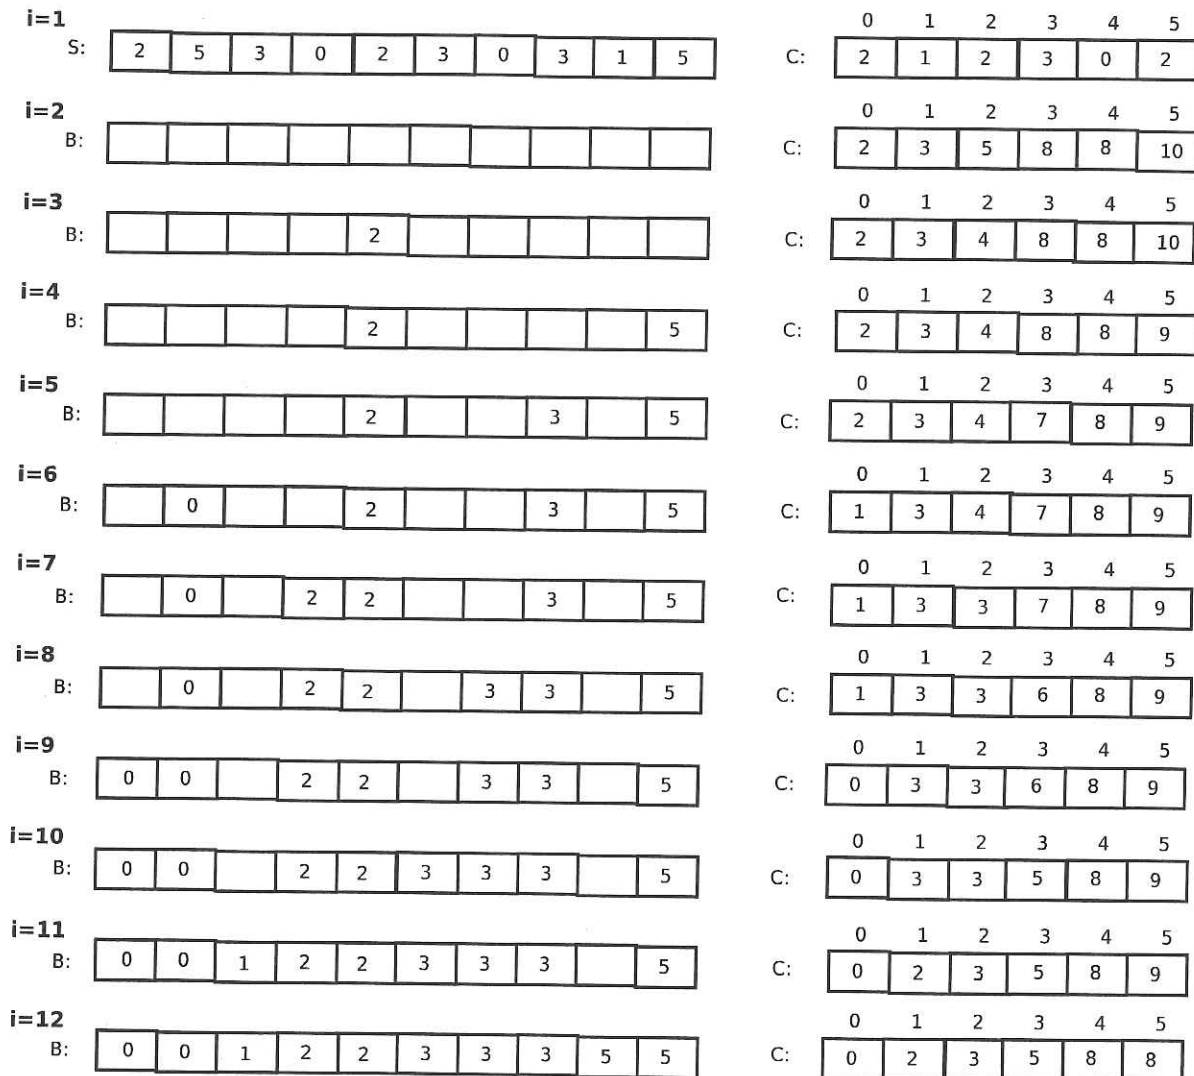 i=1
0 1 2 3 4 5
S: 2 5 3 0 2 3 0 3 1 5 C: 2 1 2 3 0 2
i=2
0 1 2 3 4 5
B: C: 2 3 5 8 8 10
i=3
0 1 2 3 4 5
B: 2 C: 2 3 4 8 8 10
i=4
0 1 2 3 4 5
B: 2 5 C: 2 3 4 8 8 9
i=5
0 1 2 3 4 5
B: 2 3 5 C: 2 3 4 7 8 9
i=6
0 1 2 3 4 5
B: 0 2 3 5 C: 1 3 4 7 8 9
i=7
0 1 2 3 4 5
B: 0 2 2 3 5 C: 1 3 3 7 8 9
i=8
0 1 2 3 4 5
B: 0 2 2 3 3 5 C: 1 3 3 6 8 9
i=9
0 1 2 3 4 5
B: 0 0 2 2 3 3 5 C: 0 3 3 6 8 9
i=10
0 1 2 3 4 5
B: 0 0 2 2 3 3 3 5 C: 0 3 3 5 8 9
i=11
0 1 2 3 4 5
B: 0 0 1 2 2 3 3 3 5 C: 0 2 3 5 8 9
i=12
0 1 2 3 4 5
B: 0 0 1 2 2 3 3 3 5 5 C: 0 2 3 5 8 8